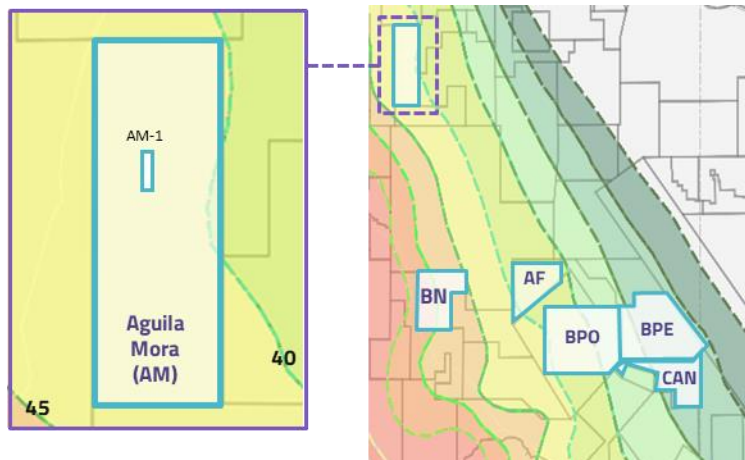 AM-1
Aguila
Mora
(AM)
40
45
BN
AF
BPO
BPE
CAN